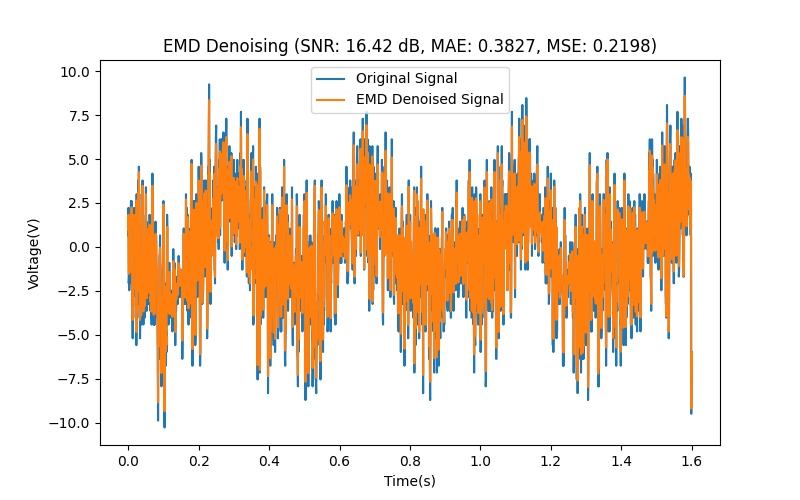 EMD Denoising (SNR: 16.42 dB, MAE: 0.3827, MSE: 0.2198)
Original Signal
EMD Denoised Signal
10.0
7.5
5.0
2.5
0.0
−2.5
−5.0
−7.5
−10.0
Voltage(V)
0.0 0.2 0.4 0.6 0.8 1.0 1.2 1.4 1.6
Time(s)